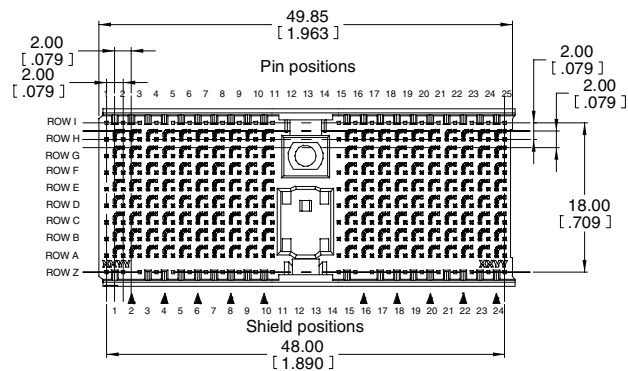 49.85
[ 1.963 ]
2.00
[ .079 ]
2.00
[ .079 ]
2.00
[ .079 ]
2.00
[ .079 ]
Pin positions
1 2 3 4 5 6 7 8 9 10 11 12 13 14 15 16 17 18 19 20 21 22 23 24 25
ROW I
ROW H
ROW G
ROW F
ROW E
ROW D
ROW C
ROW B
ROW A
ROW Z
XXYY
XXYY
18.00
[ .709 ]
1 2 3 4 5 6 7 8 9 10 11 12 13 14 15 16 17 18 19 20 21 22 23 24
Shield positions
48.00
[ 1.890 ]